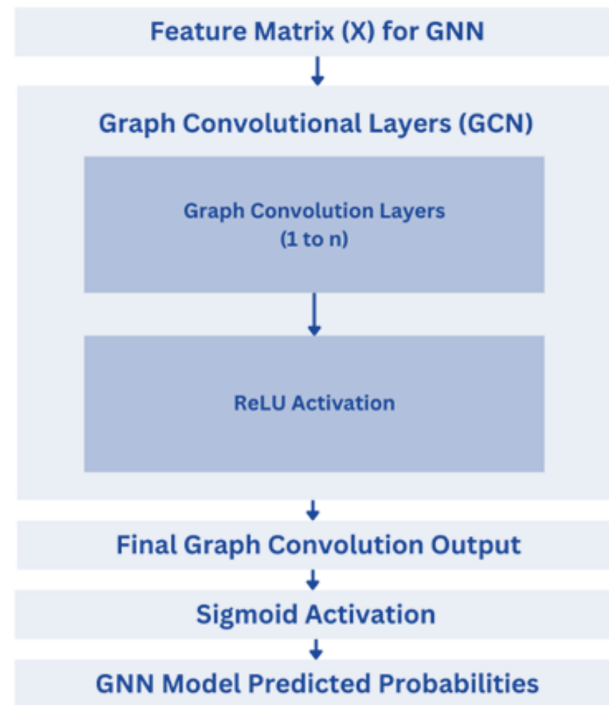 Feature Matrix (X) for GNN
Graph Convolutional Layers (GCN)
Graph Convolution Layers
(1 to n)
ReLU Activation
Final Graph Convolution Output
Sigmoid Activation
GNN Model Predicted Probabilities